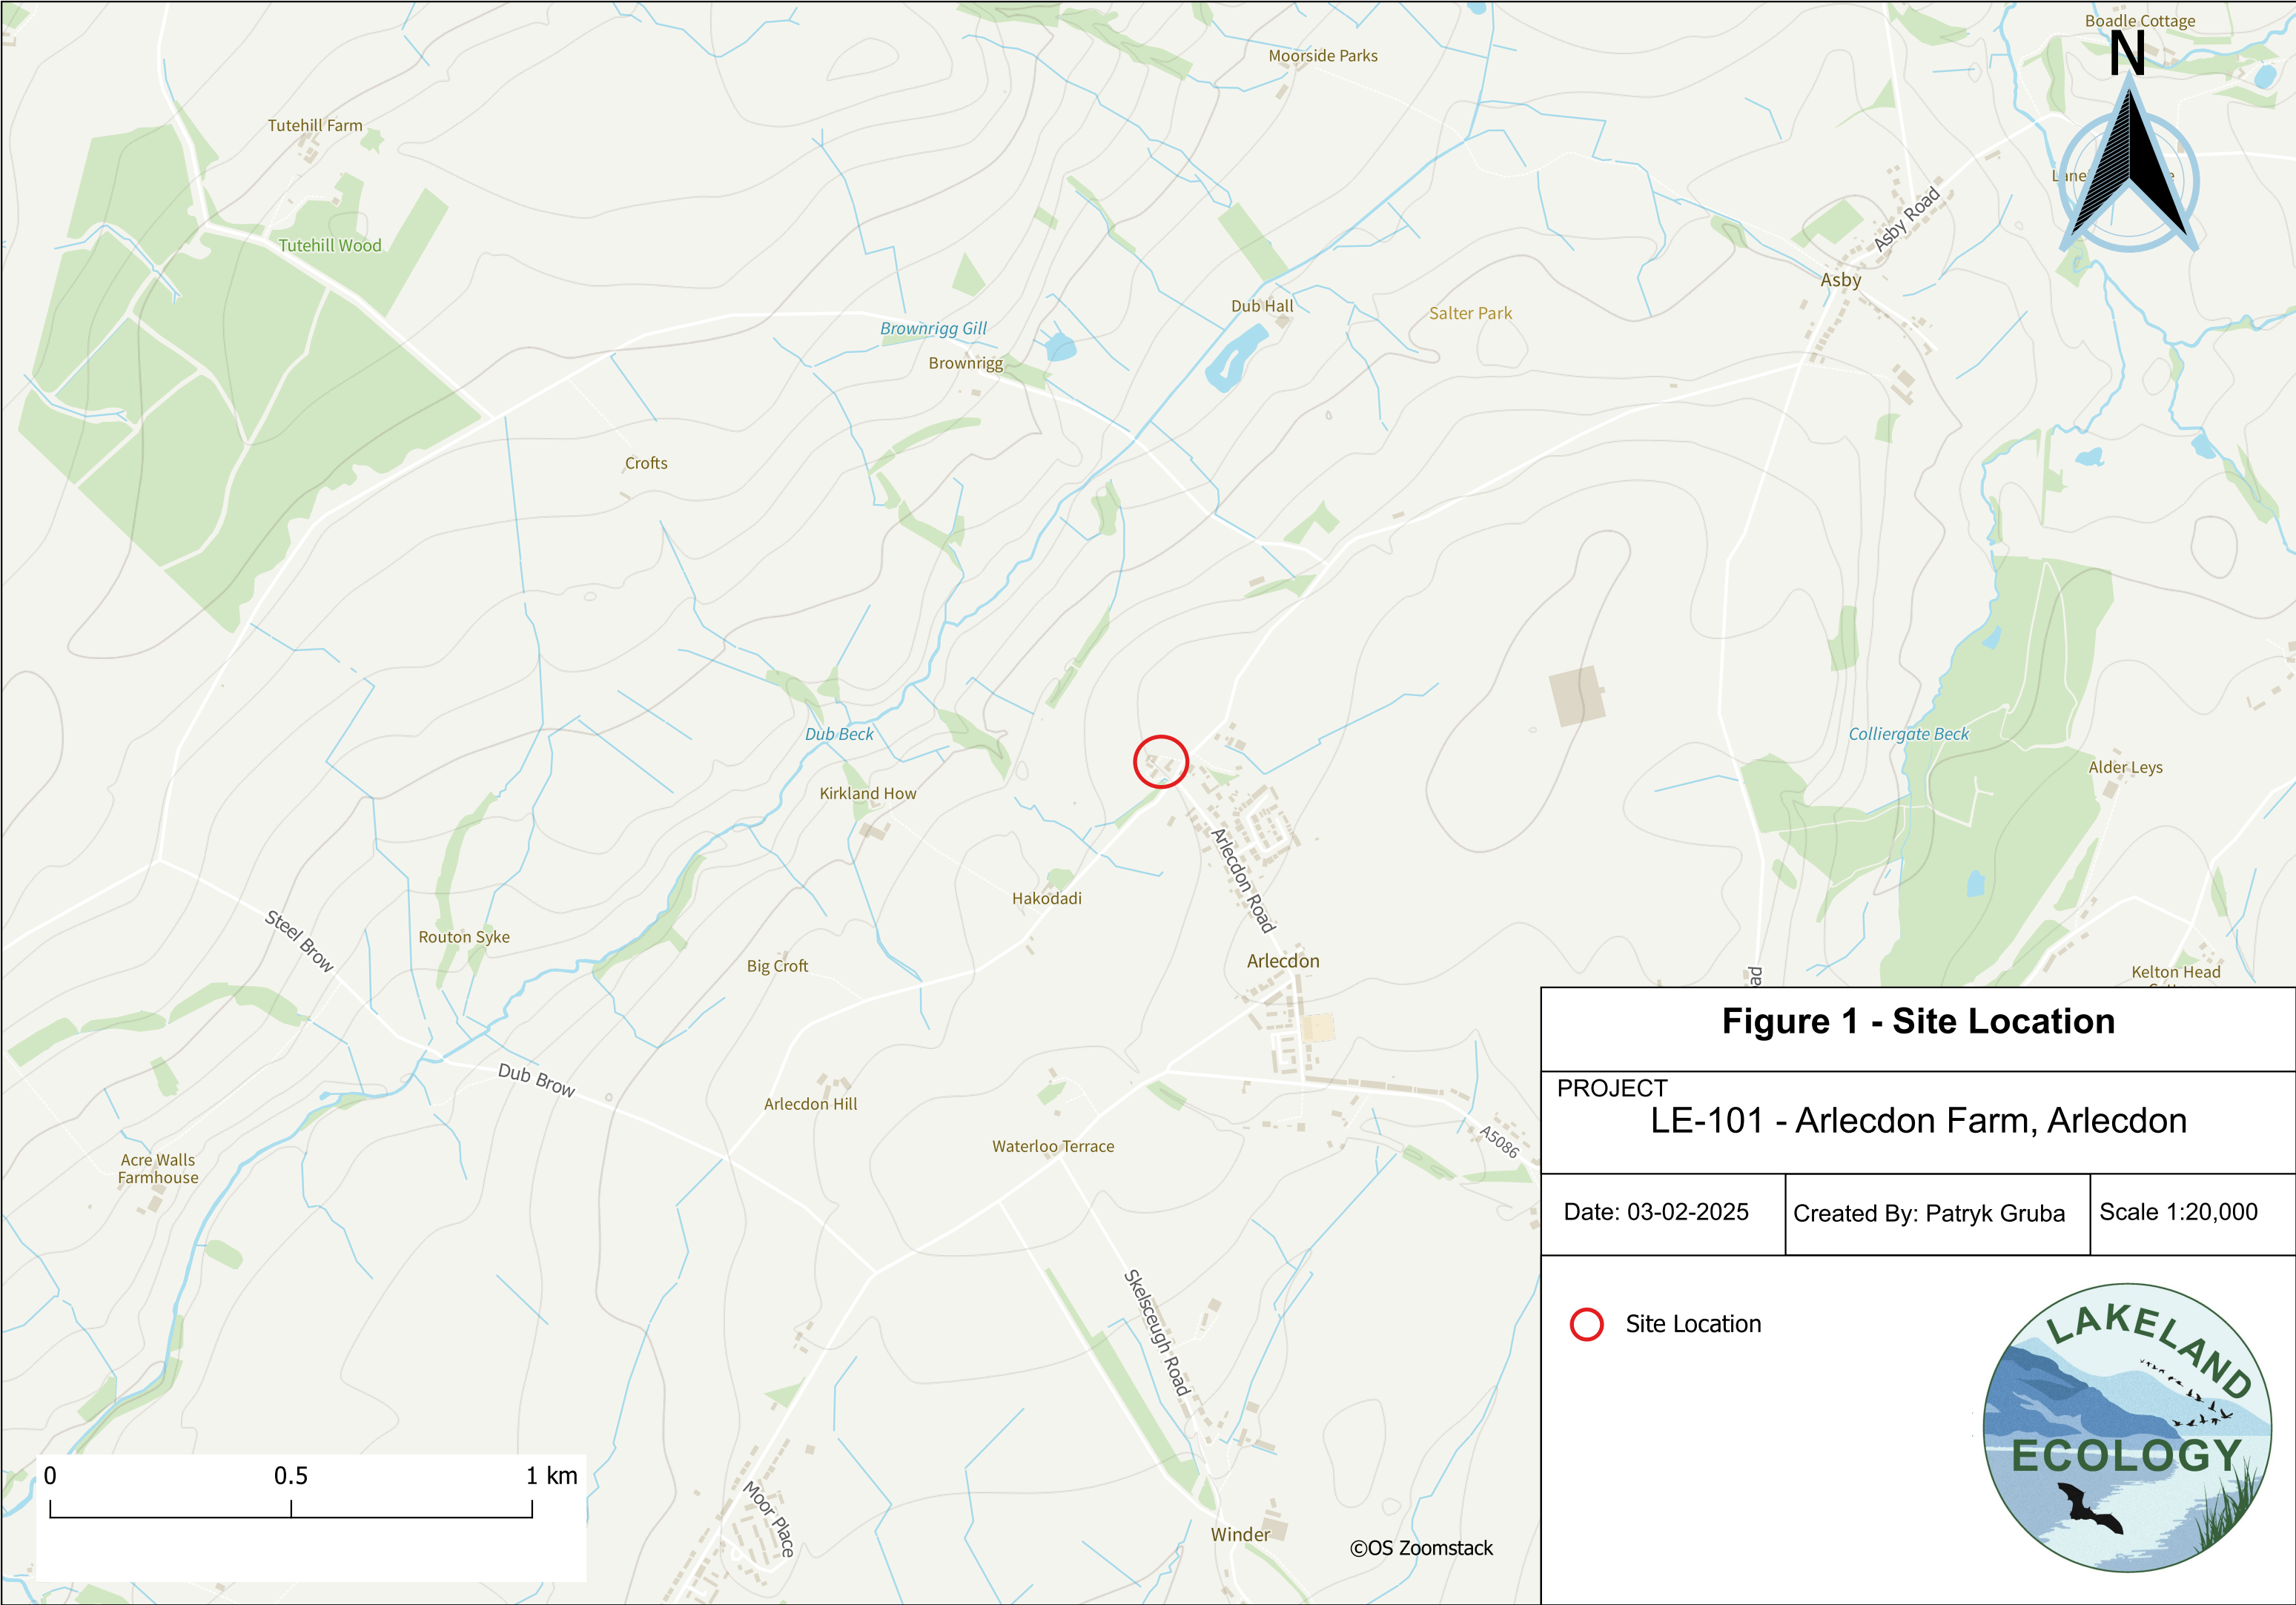 Boadle Cottage
N
Moorside Parks
Tutehill Farm
Asby Road
Tutehill Wood
Asby
Dub Hall
Salter Park
Brownrigg Gill
Brownrigg
Crofts
Dub Beck
Colliergate Beck
Alder Leys
Kirkland How
Arlecdon Road
Hakodadi
Steel Brow
Routon Syke
Big Croft
Arlecdon
Kelton Head
Dub Brow
Arlecdon Hill
Waterloo Terrace
A5086
Acre Walls
Farmhouse
Skelsceugh Road
Moor Place
Winder
0 0.5 1 km
©OS Zoomstack
Figure 1 - Site Location
PROJECT
LE-101 - Arlecdon Farm, Arlecdon
Date: 03-02-2025 Created By: Patryk Gruba Scale 1:20,000
Site Location
LAKELAND
ECOLOGY